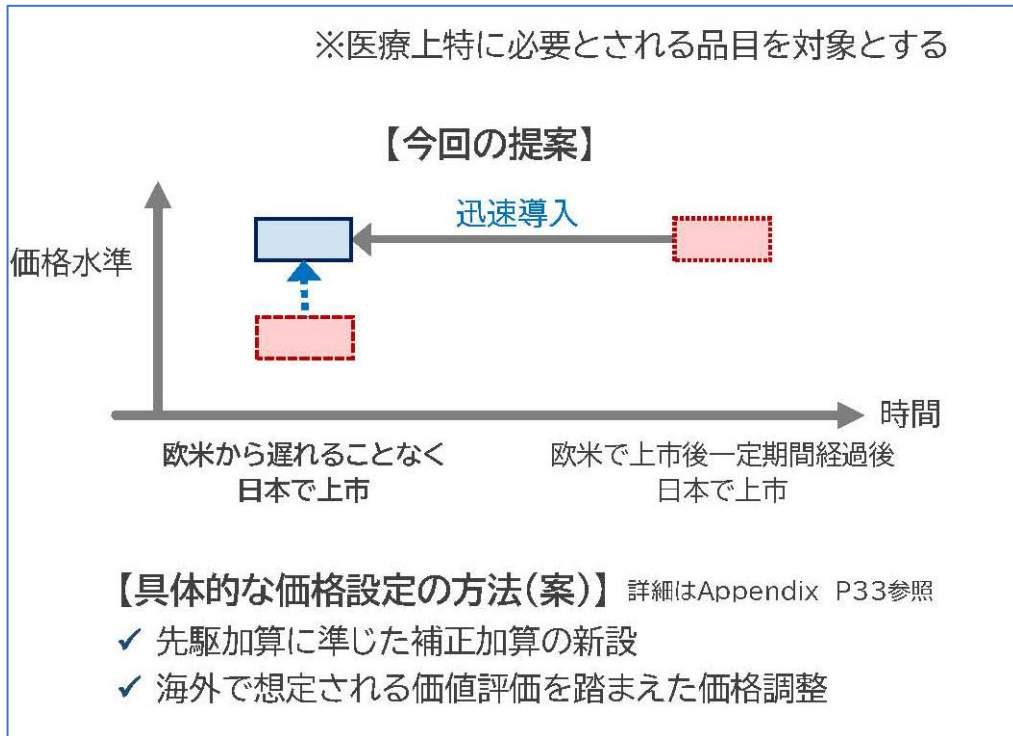 ※医療上特に必要とされる品目を対象とする
【今回の提案】
迅速導入
価格水準
時間
欧米から遅れることなく
日本で上市
欧米で上市後一定期間経過後
日本で上市
【具体的な価格設定の方法(案)】 詳細はAppendix P33参照
✓ 先駆加算に準じた補正加算の新設
✓ 海外で想定される価値評価を踏まえた価格調整